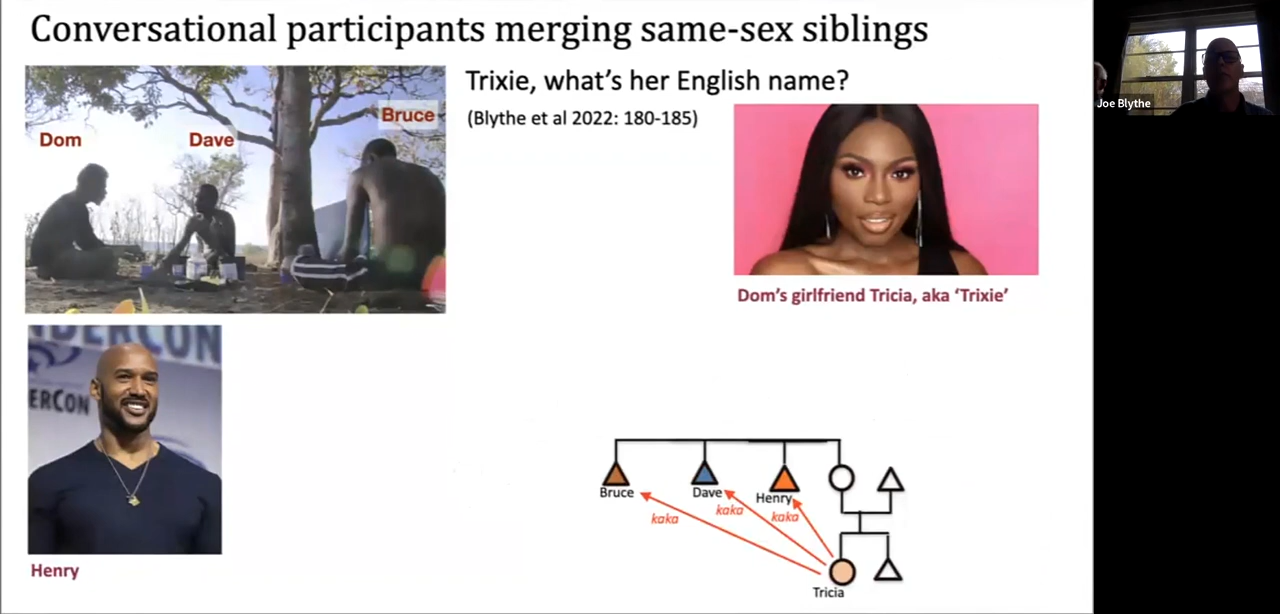 Conversational participants merging same-sex siblings
Dom
Dave
Bruce
Trixie, what's her English name?
(Blythe et al 2022: 180-185)
Dom's girlfriend Tricia, aka 'Trixie'
Joe Blythe
NDERCON
ERCON
Henry
Bruce
Dave
Henry
kaka
kaka
kaka
Tricia